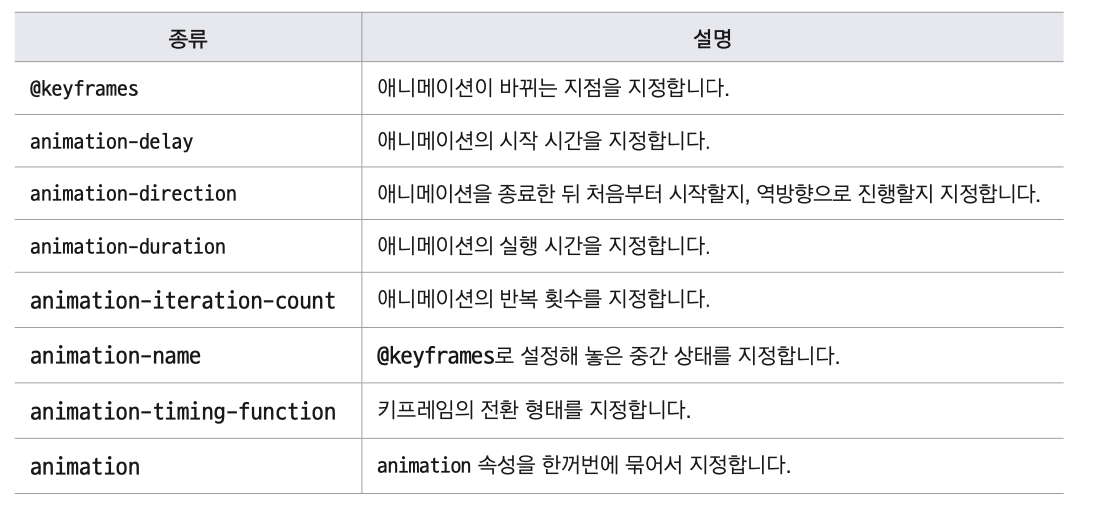 종류 설명
@keyframes 애니메이션이 바뀌는 지점을 지정합니다.
animation-delay 애니메이션의 시작 시간을 지정합니다.
animation-direction 애니메이션을 종료한 뒤 처음부터 시작할지, 역방향으로 진행할지 지정합니다.
animation-duration 애니메이션의 실행 시간을 지정합니다.
animation-iteration-count 애니메이션의 반복 횟수를 지정합니다.
animation-name @keyframes로 설정해 놓은 중간 상태를 지정합니다.
animation-timing-function 키프레임의 전환 형태를 지정합니다.
animation animation 속성을 한꺼번에 묶어서 지정합니다.